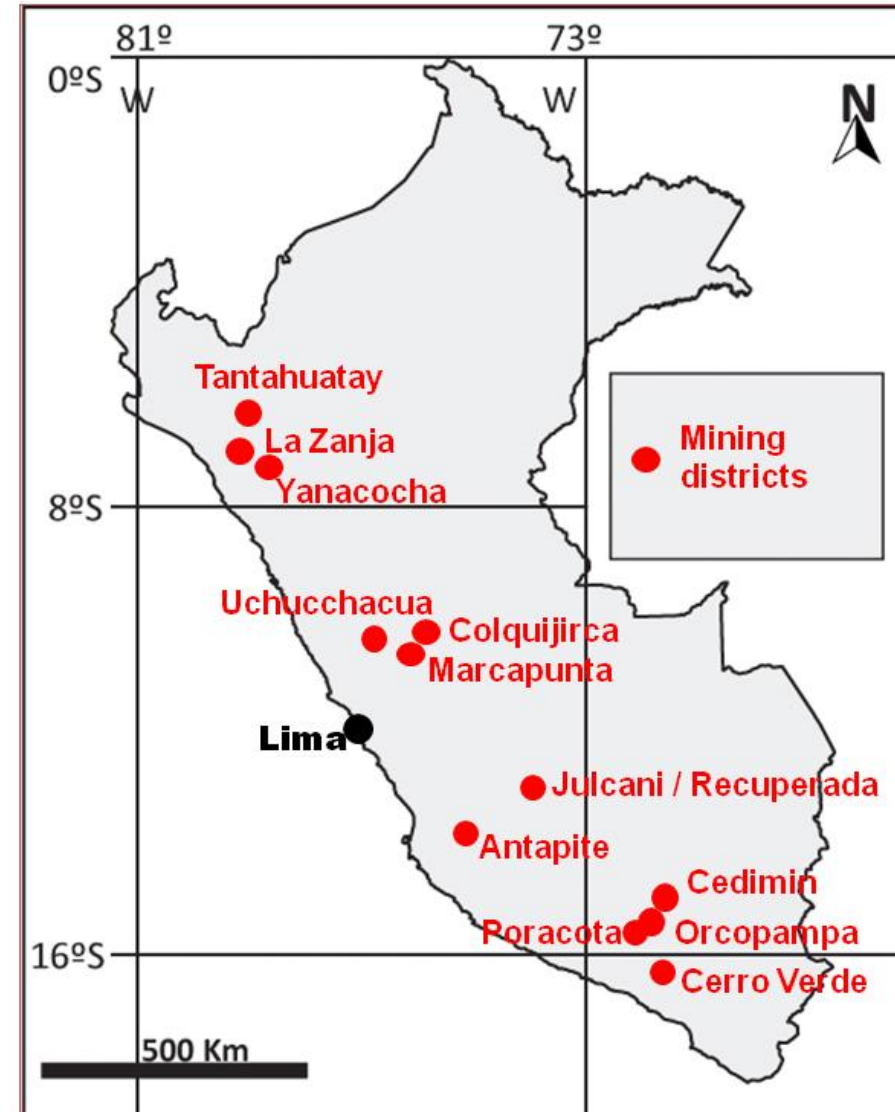 81º
73º
0ºS
W
W
N
Tantahuatay
La Zanja
Yanacocha
Mining
districts
8ºS
Uchucchacua
Colquijirca
Marcapunta
Lima
Julcani / Recuperada
Antapite
Cedimin
Poracota
Orcopampa
16ºS
Cerro Verde
500 Km